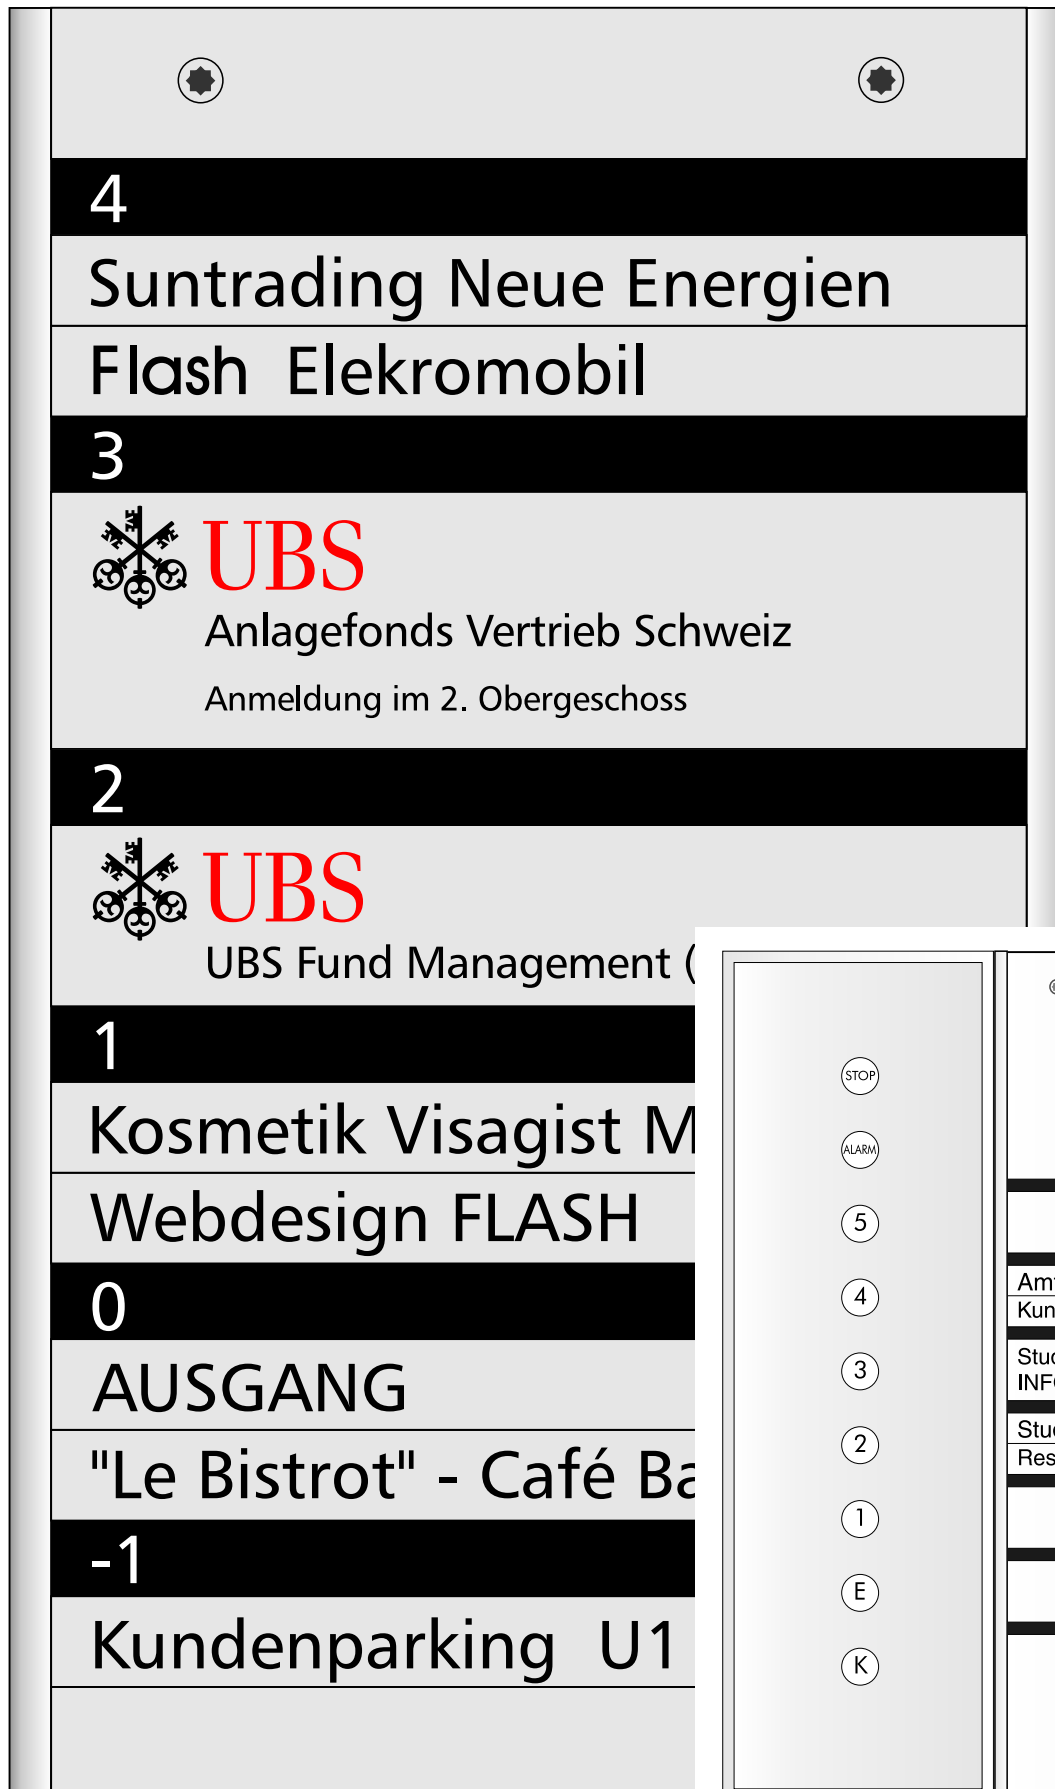 4
Suntrading Neue Energien
Flash Elekromobil
3
UBS
Anlagefonds Vertrieb Schweiz
Anmeldung im 2. Obergeschoss
2
UBS
UBS Fund Management (
1
Kosmetik Visagist
Webdesign FLASH
0
AUSGANG
"Le Bistrot" - Café
-1
Kundenparking U1
STOP
ALARM
5
4
3
2
1
E
K